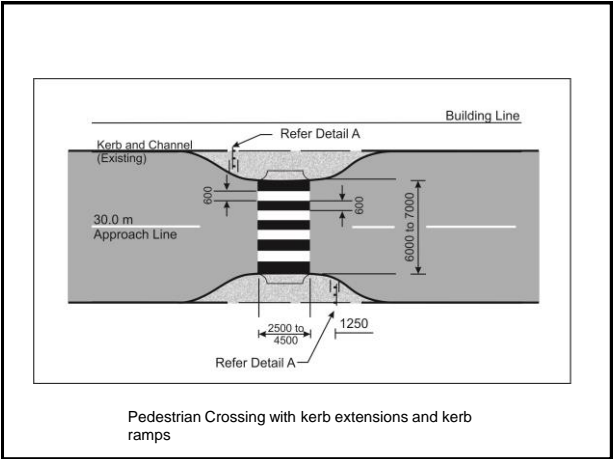 Building Line
Refer Detail A
Kerb and Channel
(Existing)
600
600
6000 to 7000
30.0 m
Approach Line
2500 to
4500
1250
Refer Detail A
Pedestrian Crossing with kerb extensions and kerb
ramps